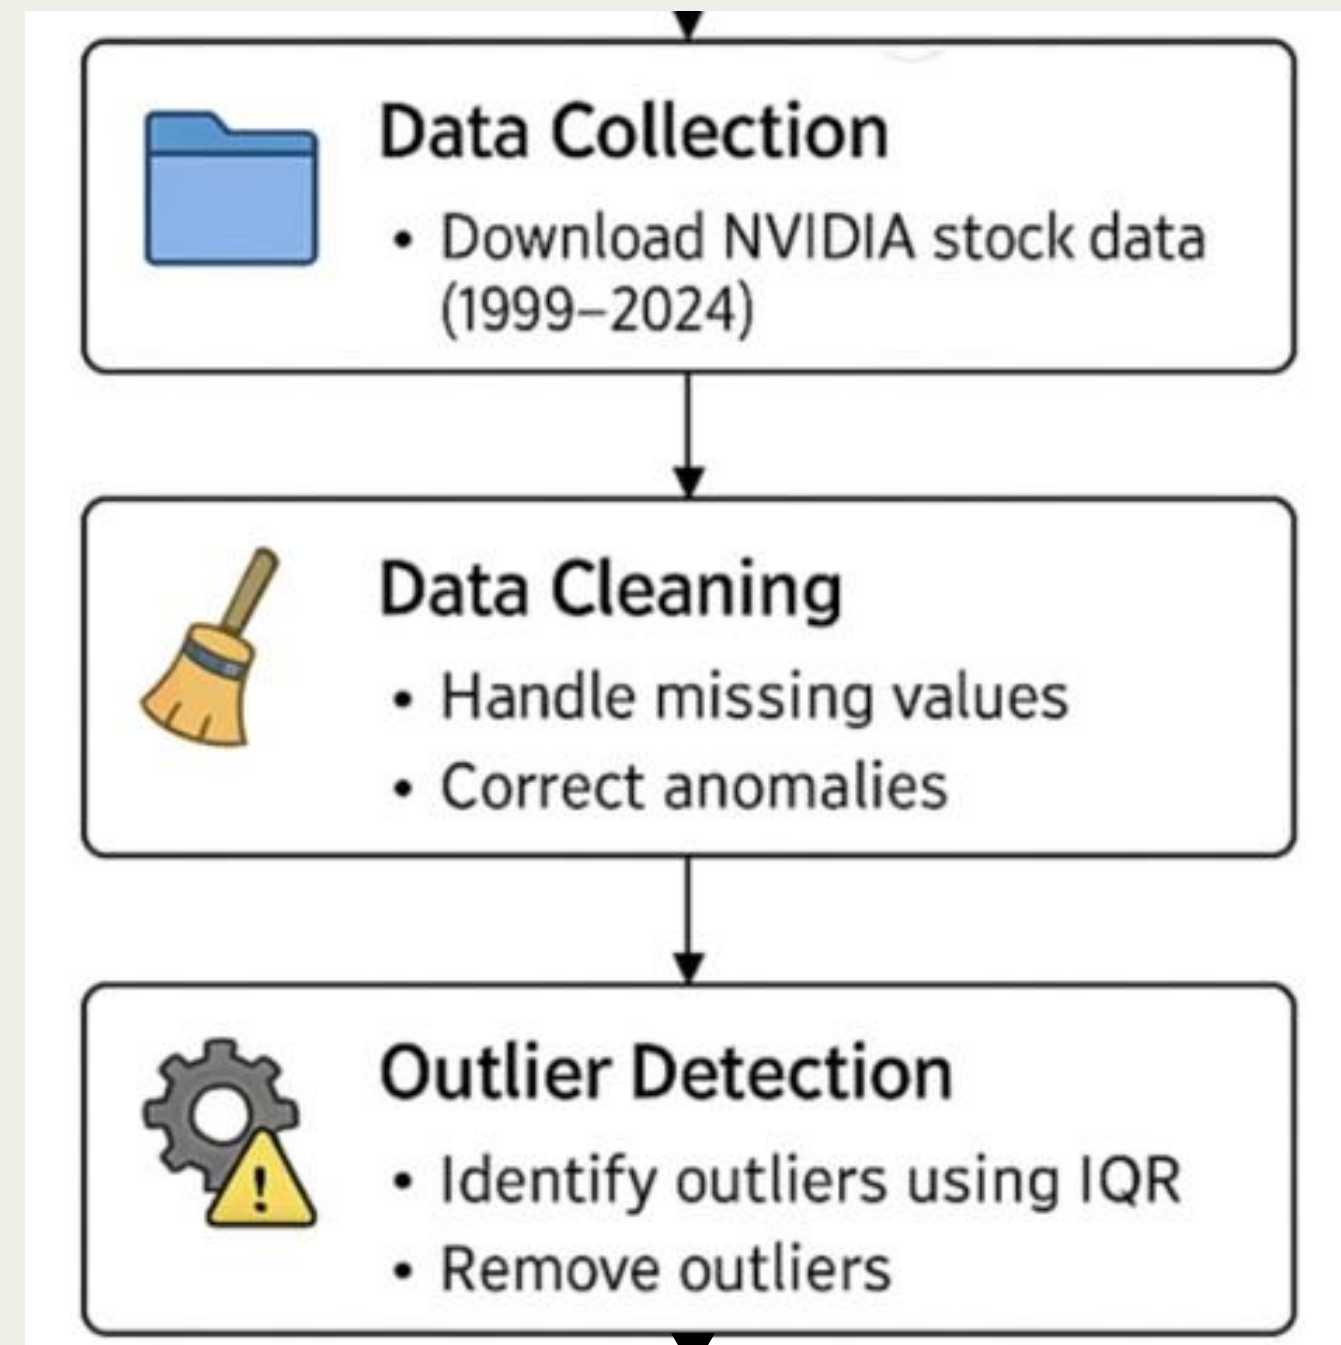 Data Collection
• Download NVIDIA stock data
(1999–2024)
Data Cleaning
• Handle missing values
• Correct anomalies
Outlier Detection
• Identify outliers using IQR
• Remove outliers